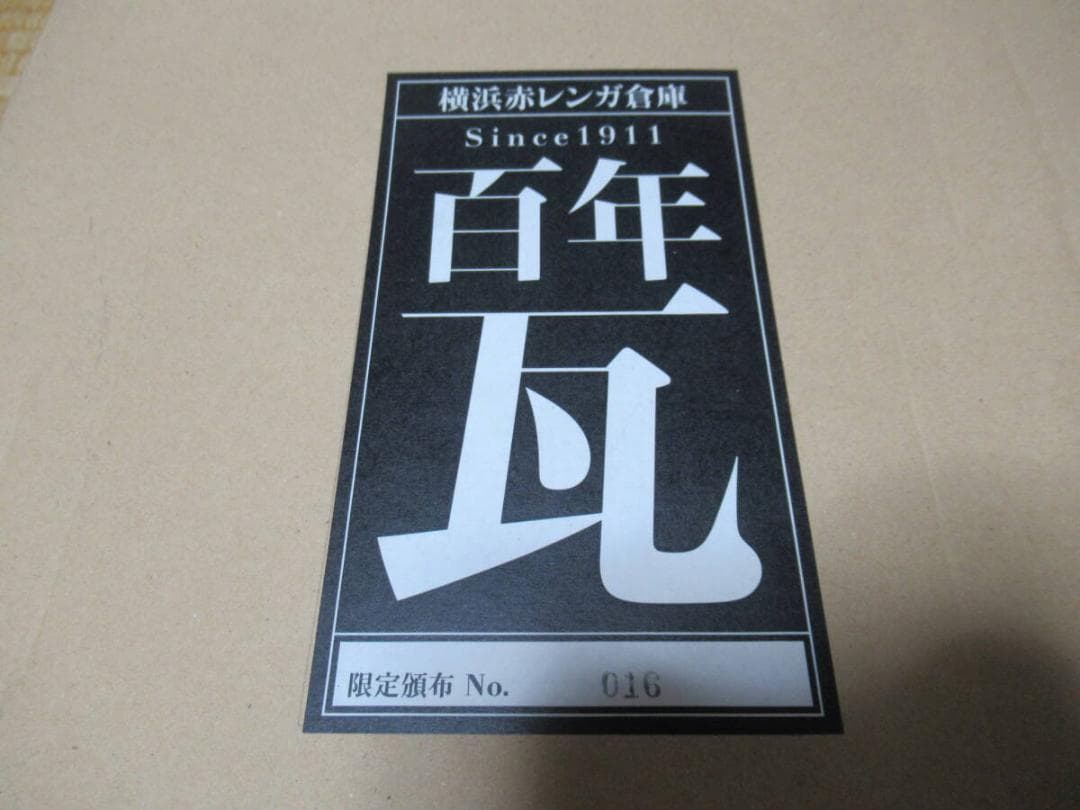 横浜赤レンガ倉庫
Since1911
百年
瓦
限定頒布 No. 016